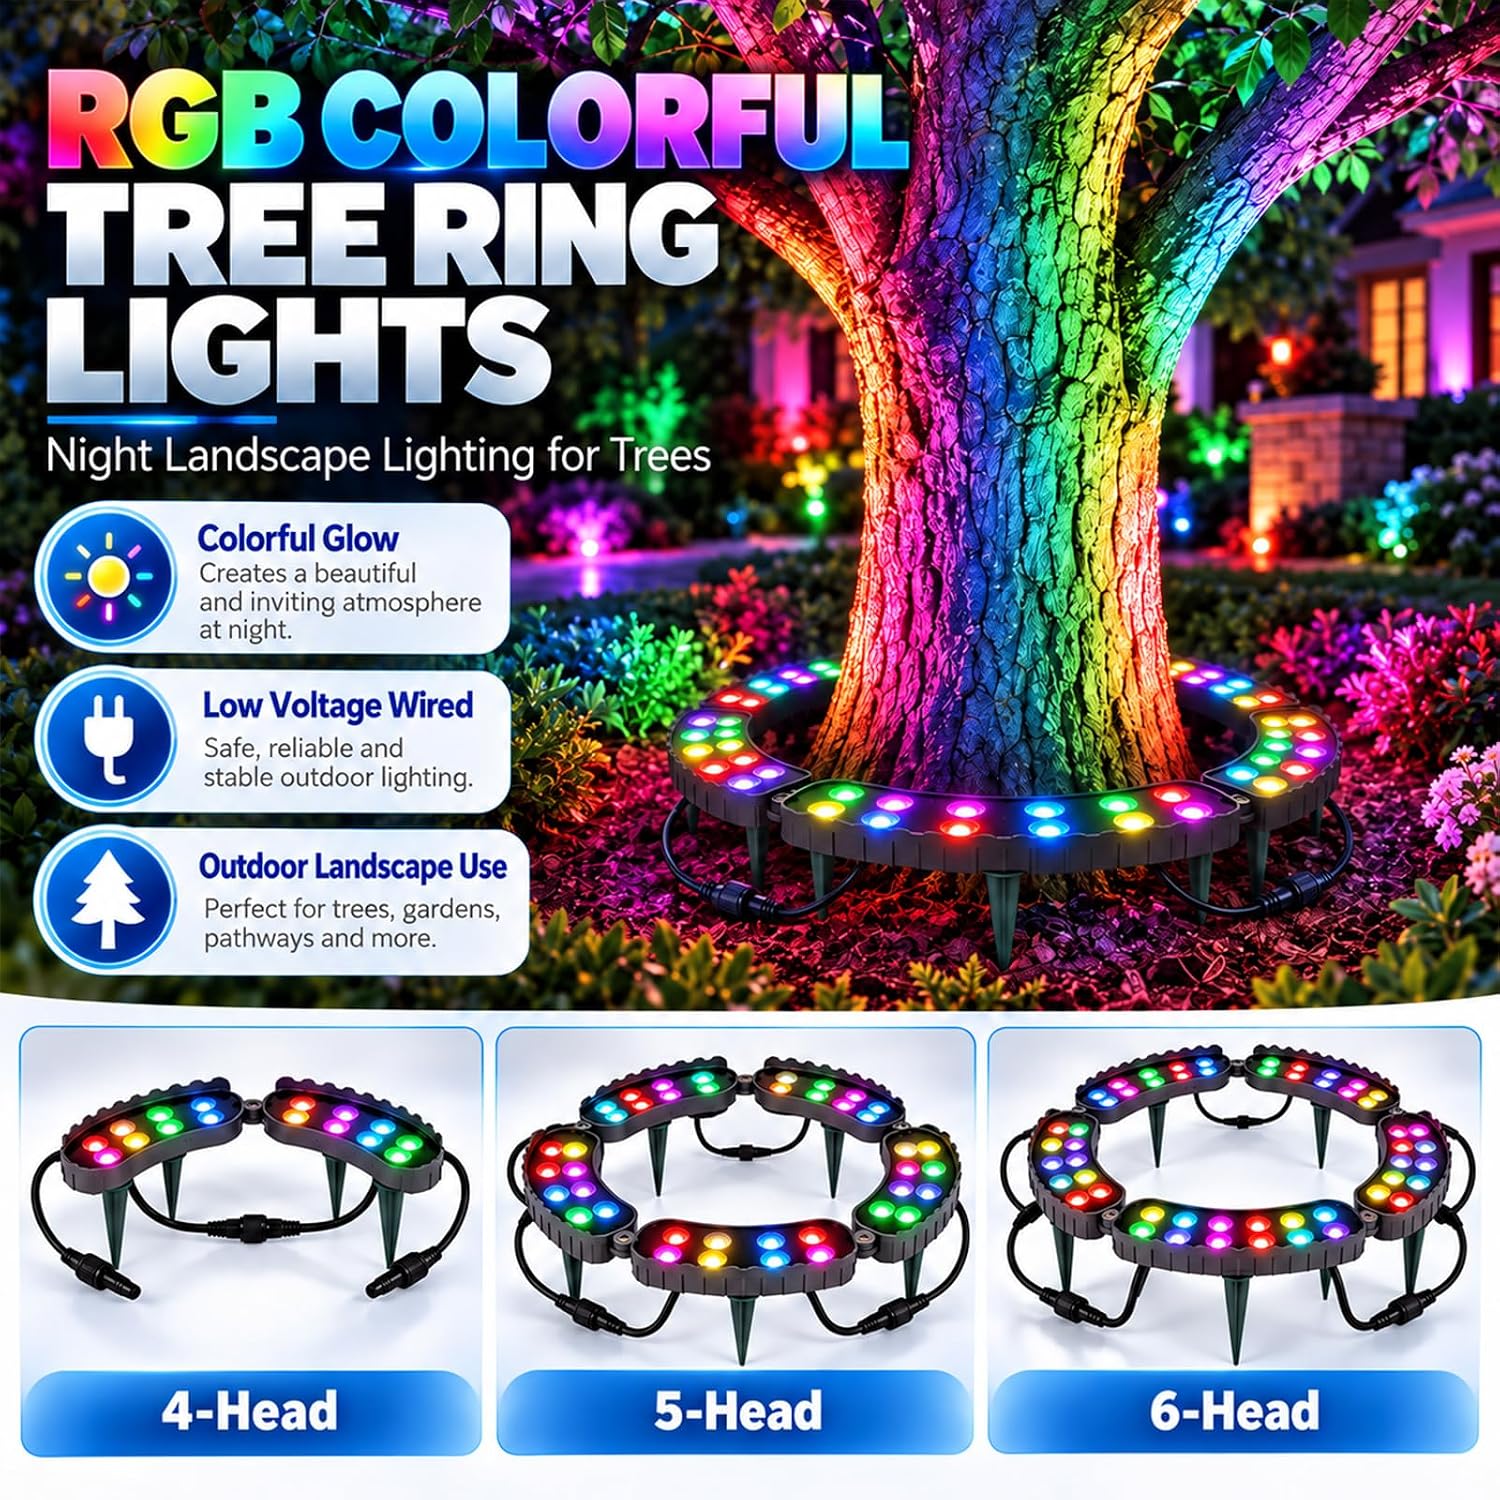 RGB COLORFUL
TREE RING
LIGHTS
Night Landscape Lighting for Trees
Colorful Glow
Creates a beautiful
and inviting atmosphere
at night.
Low Voltage Wired
Safe, reliable and
stable outdoor lighting.
Outdoor Landscape Use
Perfect for trees, gardens,
pathways and more.
4-Head
5-Head
6-Head